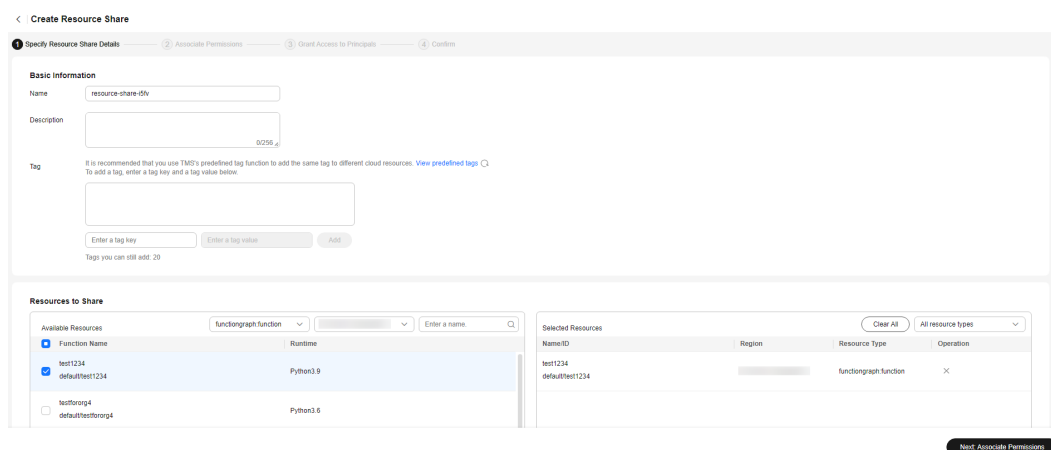 Create Resource Share
1 Specify Resource Share Details 2 Associate Permissions 3 Grant Access to Principals 4 Confirm
Basic Information
Name resource-share-i5fv
Description
0/256
Tag It is recommended that you use TMS's predefined tag function to add the same tag to different cloud resources. View predefined tags
To add a tag, enter a tag key and a tag value below.
Enter a tag key Enter a tag value Add
Tags you can still add: 20
Resources to Share
Available Resources functiongraph:function Enter a name.
Function Name Runtime
test1234
default/test1234 Python3.9
testfororg4
default/testfororg4 Python3.6
Selected Resources Clear All All resource types
Name/ID Region Resource Type Operation
test1234
default/test1234 functiongraph:function
Next: Associate Permissions